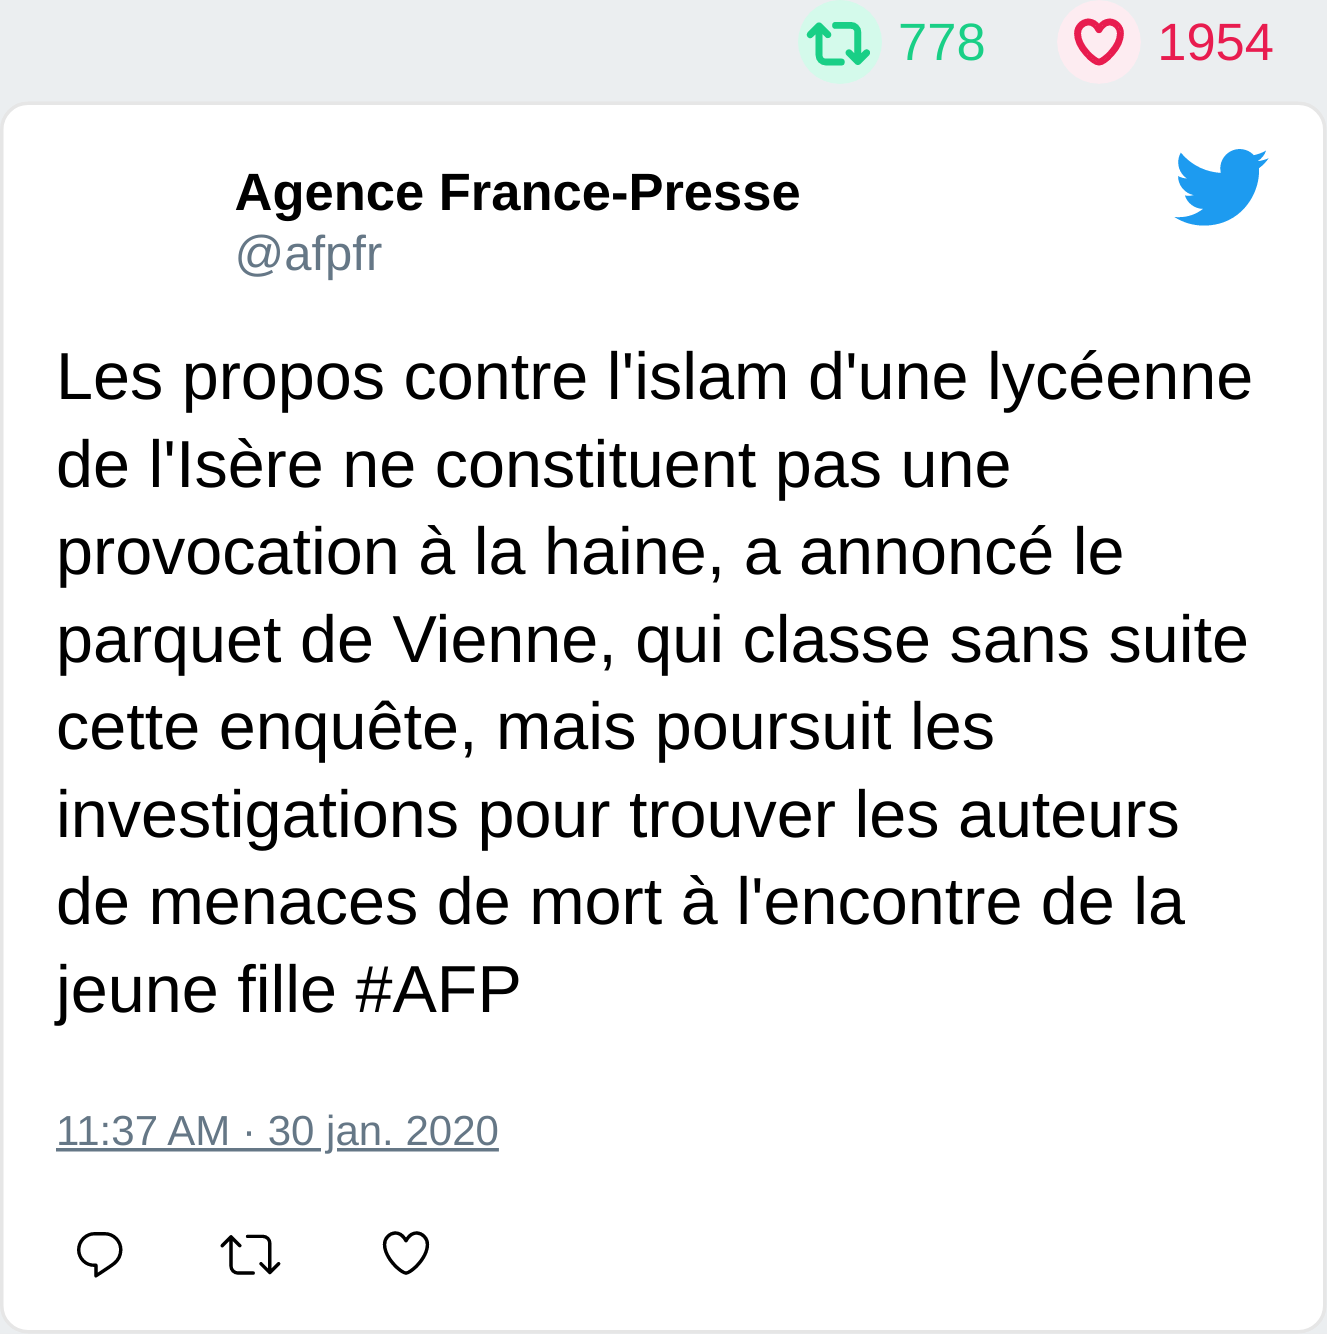 778 1954
Agence France-Presse
@afpfr
Les propos contre l'islam d'une lycéenne
de l'Isère ne constituent pas une
provocation à la haine, a annoncé le
parquet de Vienne, qui classe sans suite
cette enquête, mais poursuit les
investigations pour trouver les auteurs
de menaces de mort à l'encontre de la
jeune fille #AFP
11:37 AM · 30 jan. 2020